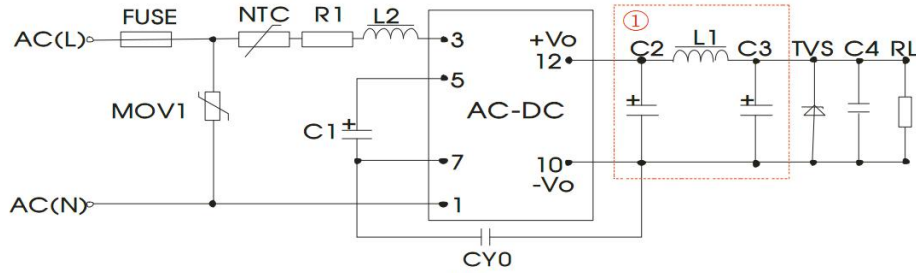 FUSE NTC R1 L2 ①
AC(L) 3 +Vo C2 L1 C3 TVS C4 RL
12
5
+ + +
MOV1 C1 AC-DC
7 10
-Vo
AC(N) 1
CY0